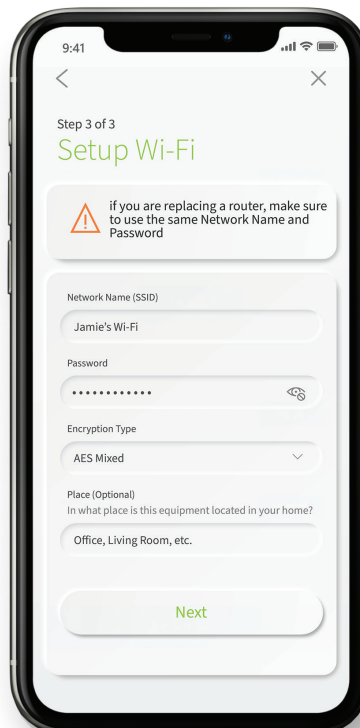 9:41
Step 3 of 3
Setup Wi-Fi
if you are replacing a router, make sure
to use the same Network Name and
Password
Network Name (SSID)
Jamie's Wi-Fi
Password
••••••••••••
Encryption Type
AES Mixed
Place (Optional)
In what place is this equipment located in your home?
Office, Living Room, etc.
Next